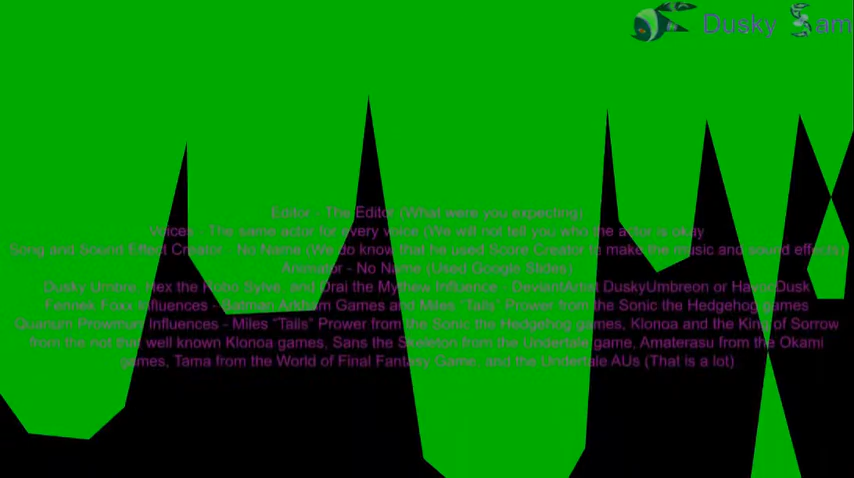 Dusky Sam
Editor - The Editor (What were you expecting)
Voices - The same actor for every voice (We will not tell you who the actor is okay
Song and Sound Effect Creator - No Name (We do know that he used Score Creator to make the music and sound effects)
Animator - No Name (Used Google Slides)
Dusky Umbre, Hex the Robo Sylve, and Drai the Mythew Influence - DeviantArtist DuskyUmbreon or HavocDusk
Fennek Foxx Influences - Batman Arkham Games and Miles "Tails" Prower from the Sonic the Hedgehog games
Quanum Prowmun Influences - Miles "Tails" Prower from the Sonic the Hedgehog games, Klonoa and the King of Sorrow
from the not that well known Klonoa games, Sans the Skeleton from the Undertale game, Amaterasu from the Okami
games, Tama from the World of Final Fantasy Game, and the Undertale AUs (That is a lot)